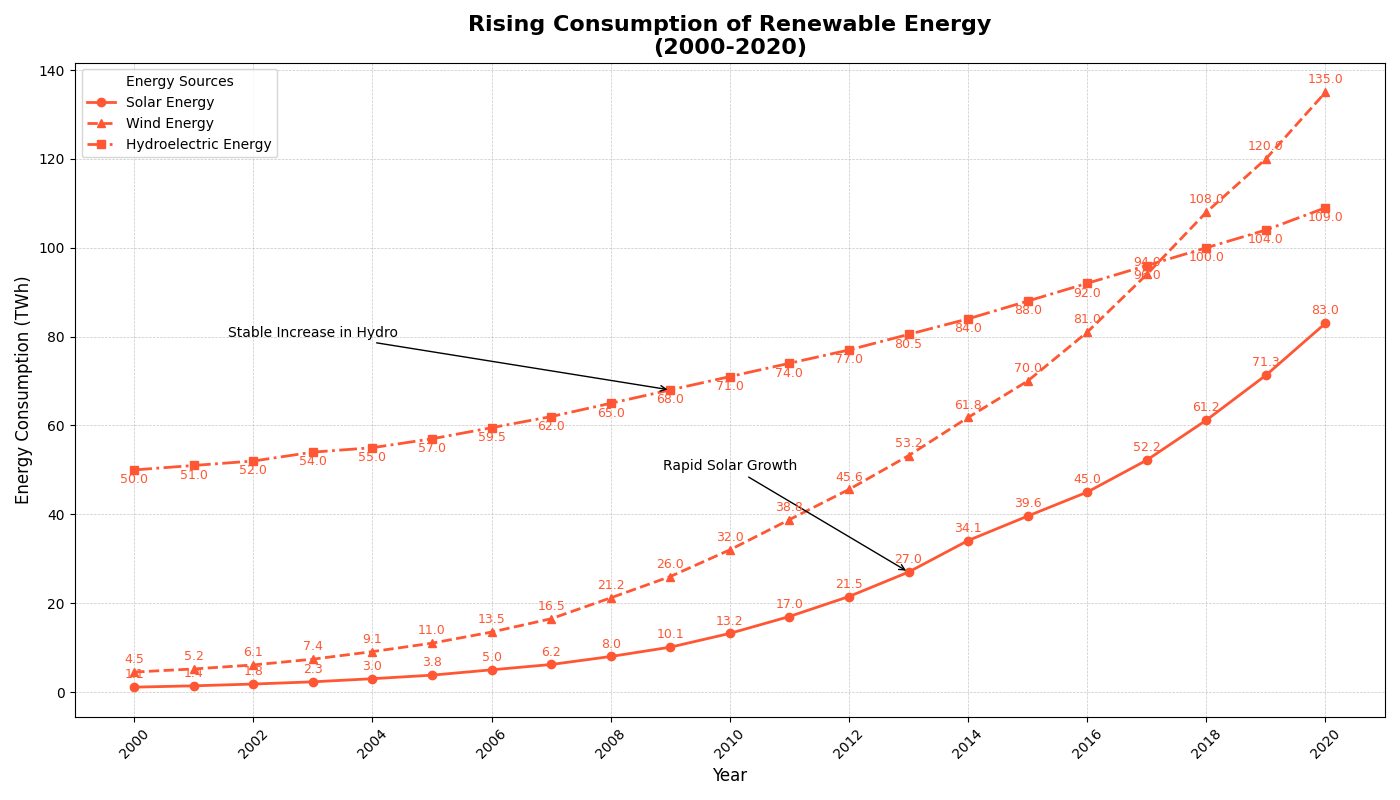 Rising Consumption of Renewable Energy
(2000-2020)
Energy Consumption (TWh)
140
120
100
80
60
40
20
0
Energy Sources
Solar Energy
Wind Energy
Hydroelectric Energy
Stable Increase in Hydro
Rapid Solar Growth
50.0 51.0 52.0 54.0 55.0 57.0 59.5 62.0 65.0 68.0 71.0 74.0 77.0 80.5 84.0 88.0 92.0 96.0 100.0 104.0 109.0
4.5 5.2 6.1 7.4 9.1 11.0 13.5 16.5 21.2 26.0 32.0 38.8 45.6 53.2 61.8 70.0 81.0 94.0 108.0 120.0 135.0
1.1 1.4 1.8 2.3 3.0 3.8 5.0 6.2 8.0 10.1 13.2 17.0 21.5 27.0 34.1 39.6 45.0 52.2 61.2 71.3 83.0
2000 2002 2004 2006 2008 2010 2012 2014 2016 2018 2020
Year